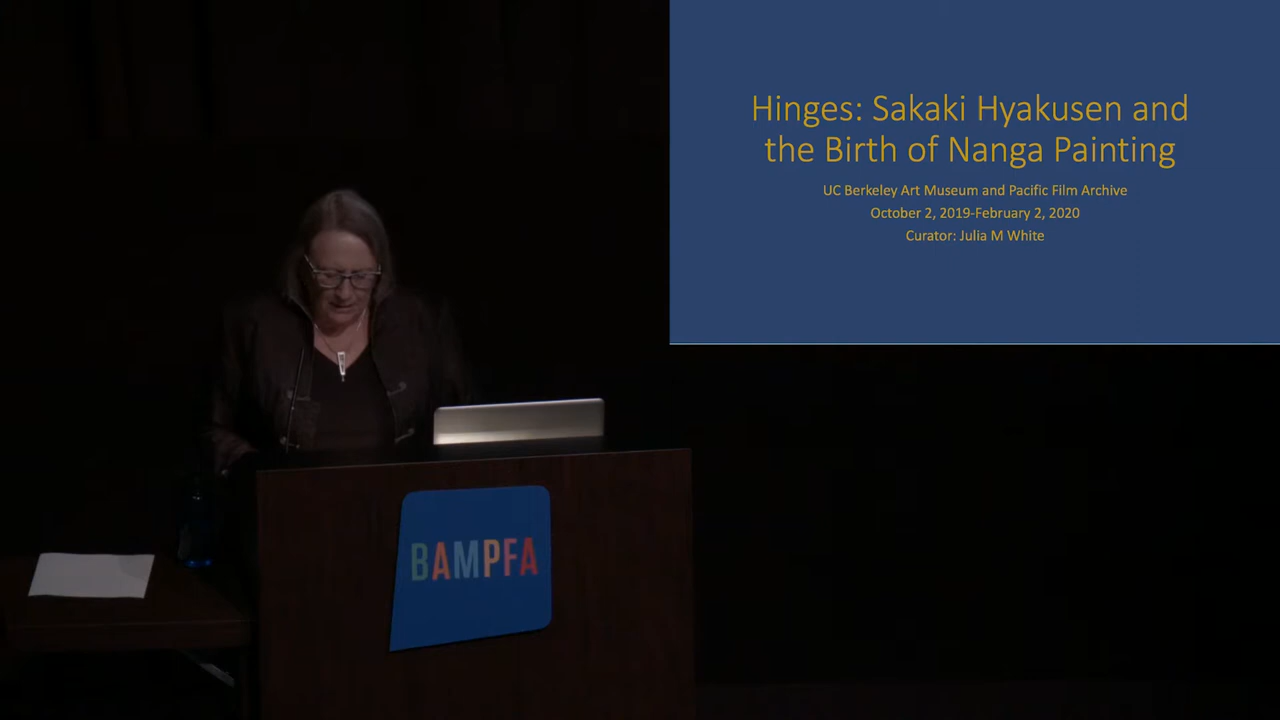 Hinges: Sakaki Hyakusen and
the Birth of Nanga Painting
UC Berkeley Art Museum and Pacific Film Archive
October 2, 2019-February 2, 2020
Curator: Julia M White
BAMPFA